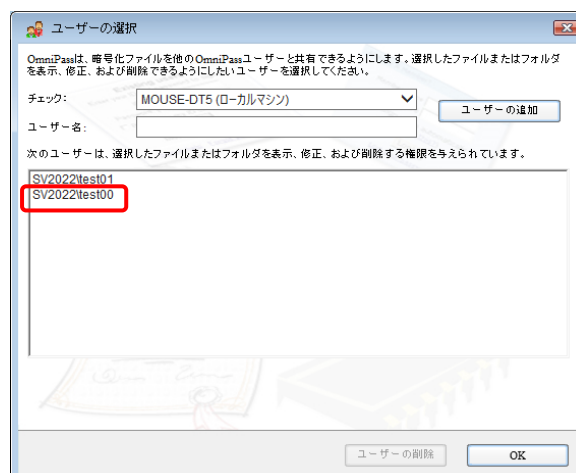 ユーザーの選択
OmniPassは、暗号化ファイルを他のOmniPassユーザーと共有できるようにします。選択したファイルまたはフォルダ
を表示、修正、および削除できるようにしたいユーザーを選択してください。
チェック:
MOUSE-DT5 (ローカルマシン)
ユーザーの追加
ユーザー名:
次のユーザーは、選択したファイルまたはフォルダを表示、修正、および削除する権限を与えられています。
SV2022\test01
SV2022\test00
ユーザーの削除
OK